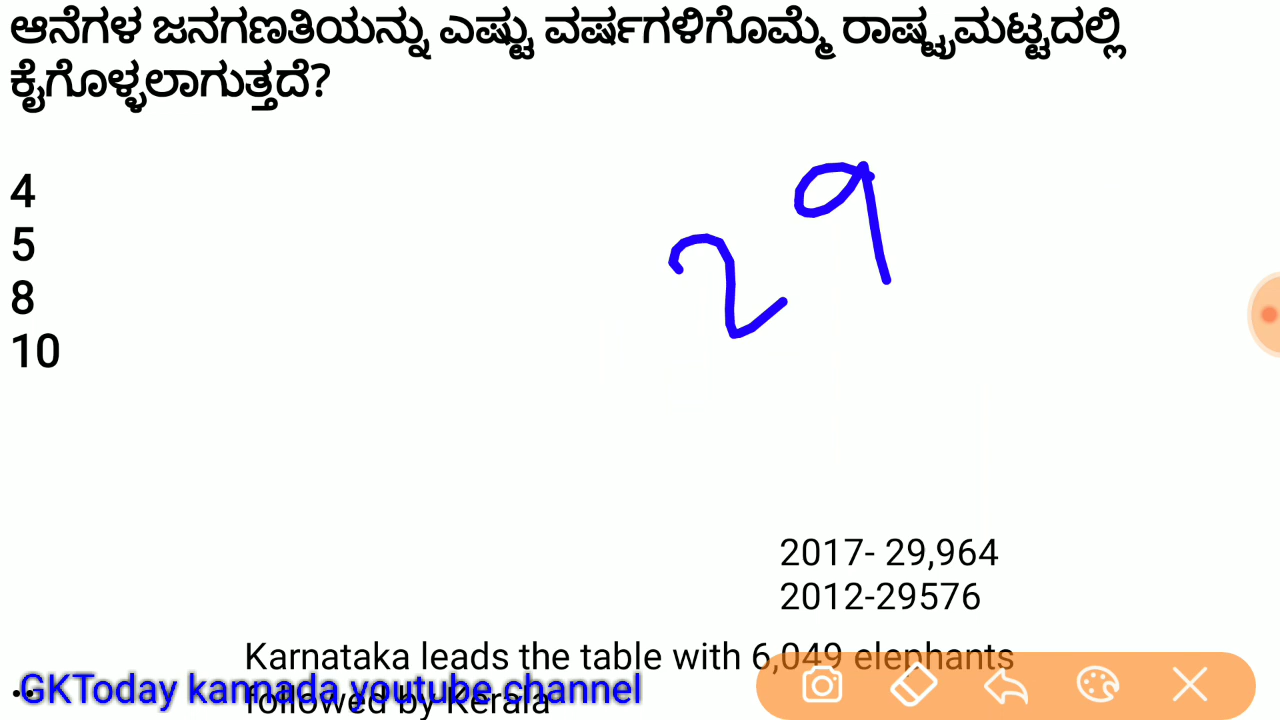 ಆನೆಗಳ ಜನಗಣತಿಯನ್ನು ಎಷ್ಟು ವರ್ಷಗಳಿಗೊಮ್ಮೆ ರಾಷ್ಟ್ರಮಟ್ಟದಲ್ಲಿ
ಕೈಗೊಳ್ಳಲಾಗುತ್ತದೆ?
4
5
8
10
29
2017- 29,964
2012-29576
Karnataka leads the table with 6,049 elephants
followed by Kerala
..GKToday kannada youtube channel